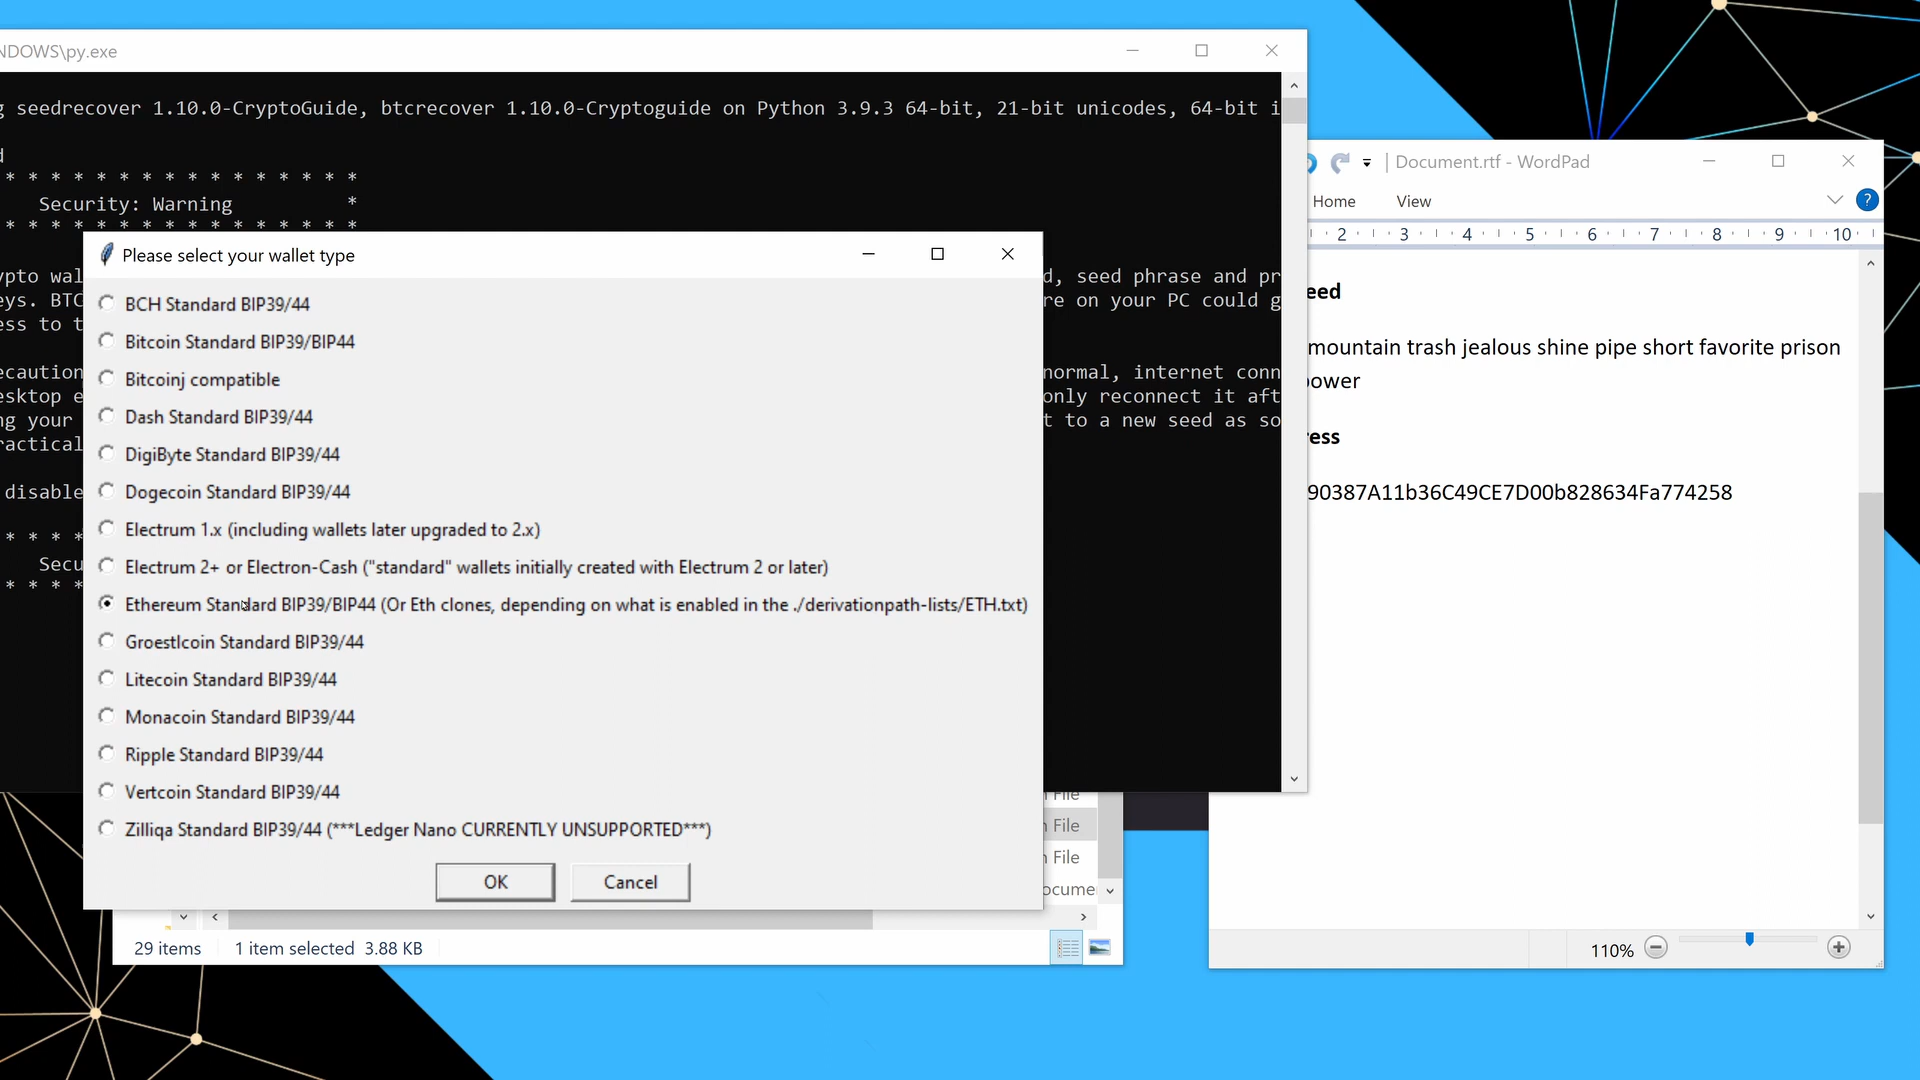 NDOWS\py.exe
g seedrecover 1.10.0-CryptoGuide, btcrecover 1.10.0-Cryptoguide on Python 3.9.3 64-bit, 21-bit unicodes, 64-bit i
d
* * * * * * * * * * * * * * * *
Security: Warning *
* * * * * * * * * * * * * * * *
ypto wal
d, seed phrase and pr
eys. BTC
re on your PC could g
ess to t
ecaution
normal, internet conn
esktop e
only reconnect it aft
ng your
t to a new seed as so
ractical
disable
* * * *
Secu
* * * *
Please select your wallet type
BCH Standard BIP39/44
Bitcoin Standard BIP39/BIP44
Bitcoinj compatible
Dash Standard BIP39/44
DigiByte Standard BIP39/44
Dogecoin Standard BIP39/44
Electrum 1.x (including wallets later upgraded to 2.x)
Electrum 2+ or Electron-Cash ("standard" wallets initially created with Electrum 2 or later)
Ethereum Standard BIP39/BIP44 (Or Eth clones, depending on what is enabled in the ./derivationpath-lists/ETH.txt)
Groestlcoin Standard BIP39/44
Litecoin Standard BIP39/44
Monacoin Standard BIP39/44
Ripple Standard BIP39/44
Vertcoin Standard BIP39/44
Zilliqa Standard BIP39/44 (***Ledger Nano CURRENTLY UNSUPPORTED***)
OK Cancel
n File
n File
n File
ocume
29 items 1 item selected 3.88 KB
Document.rtf - WordPad
Home View
2 3 4 5 6 7 8 9 10
eed
mountain trash jealous shine pipe short favorite prison
power
ress
90387A11b36C49CE7D00b828634Fa774258
110%